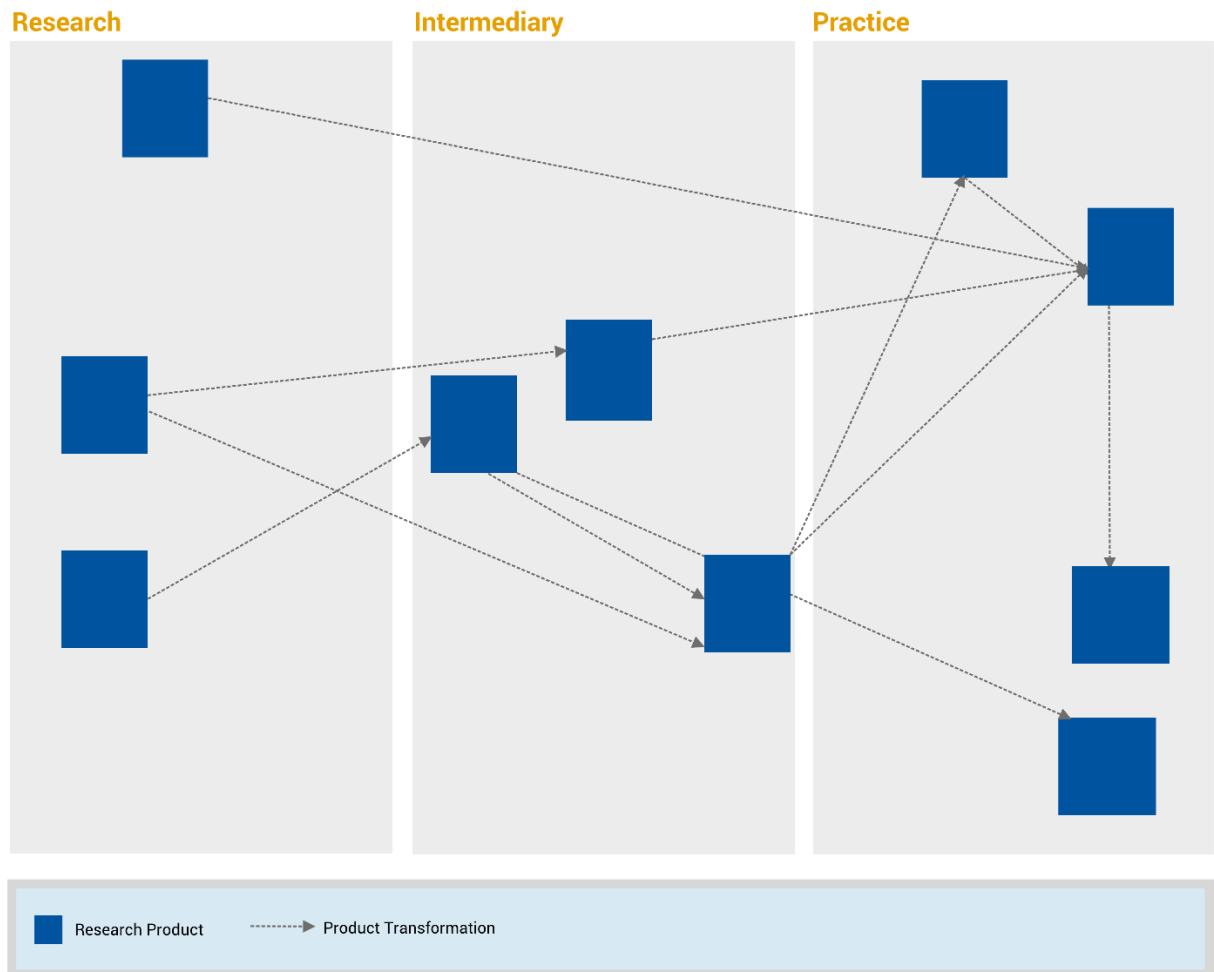 Research
Intermediary
Practice
Research Product
Product Transformation